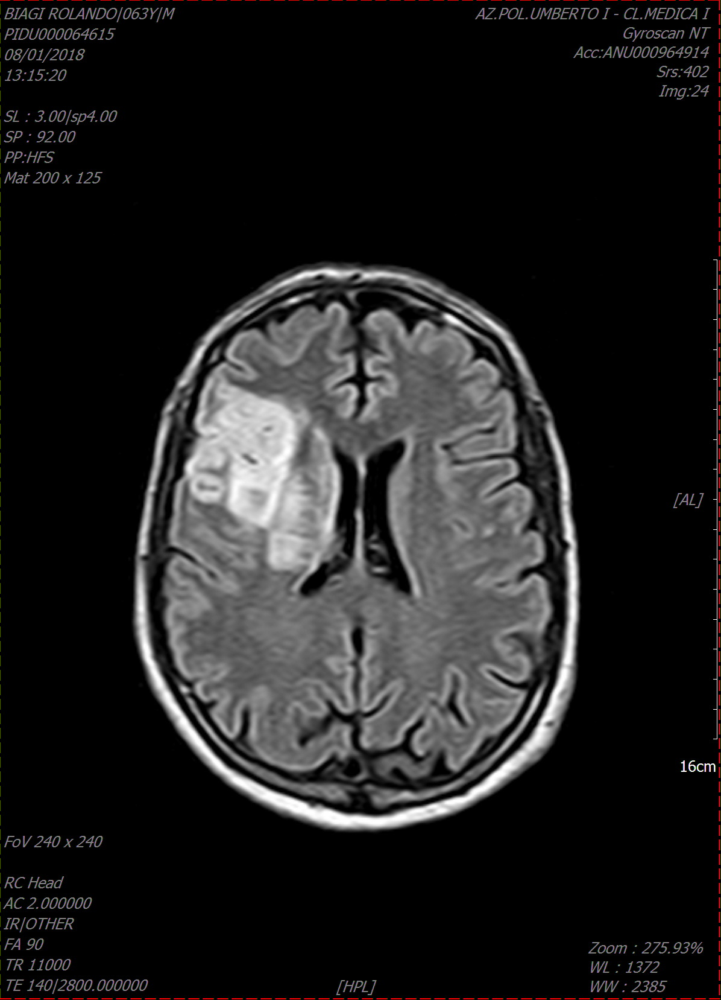 BIAGI ROLANDO|063Y|M
PIDU000064615
08/01/2018
13:15:20
SL : 3.00|sp4.00
SP : 92.00
PP:HFS
Mat 200 x 125
AZ.POL.UMBERTO I - CL.MEDICA I
Gyroscan NT
Acc:ANU000964914
Srs:402
Img:24
[AL]
16cm
FoV 240 x 240
RC Head
AC 2.000000
IR|OTHER
FA 90
TR 11000
TE 140|2800.000000
[HPL]
Zoom : 275.93%
WL : 1372
WW : 2385